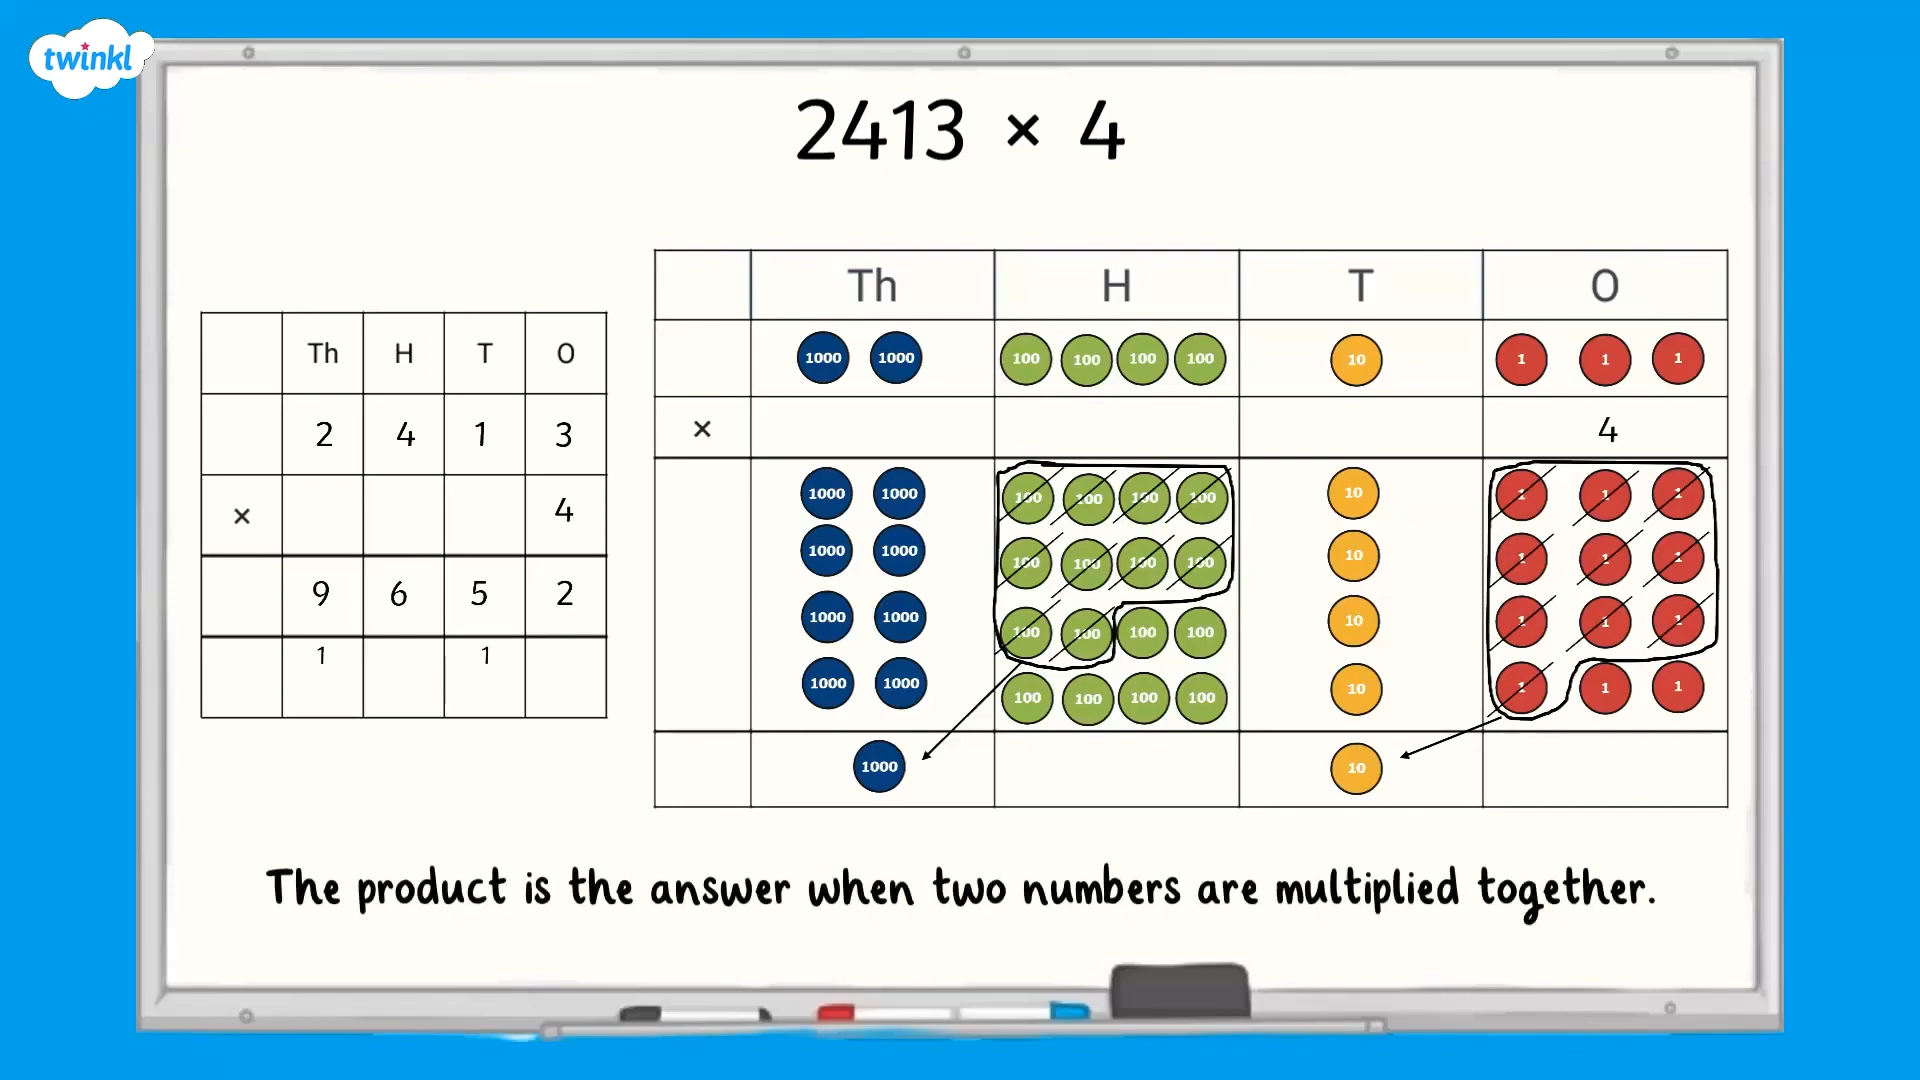 twinkl
2413 × 4
Th H T O
2 4 1 3
× 4
9 6 5 2
1 1
Th H T O
1000 1000 100 100 100 100 10 1 1 1
× 4
1000 1000 100 100 100 100 10 1 1 1
1000 1000 100 100 100 100 10 1 1 1
1000 1000 100 100 100 100 10 1 1 1
1000 1000 100 100 100 100 10 1 1 1
1000 10
The product is the answer when two numbers are multiplied together.